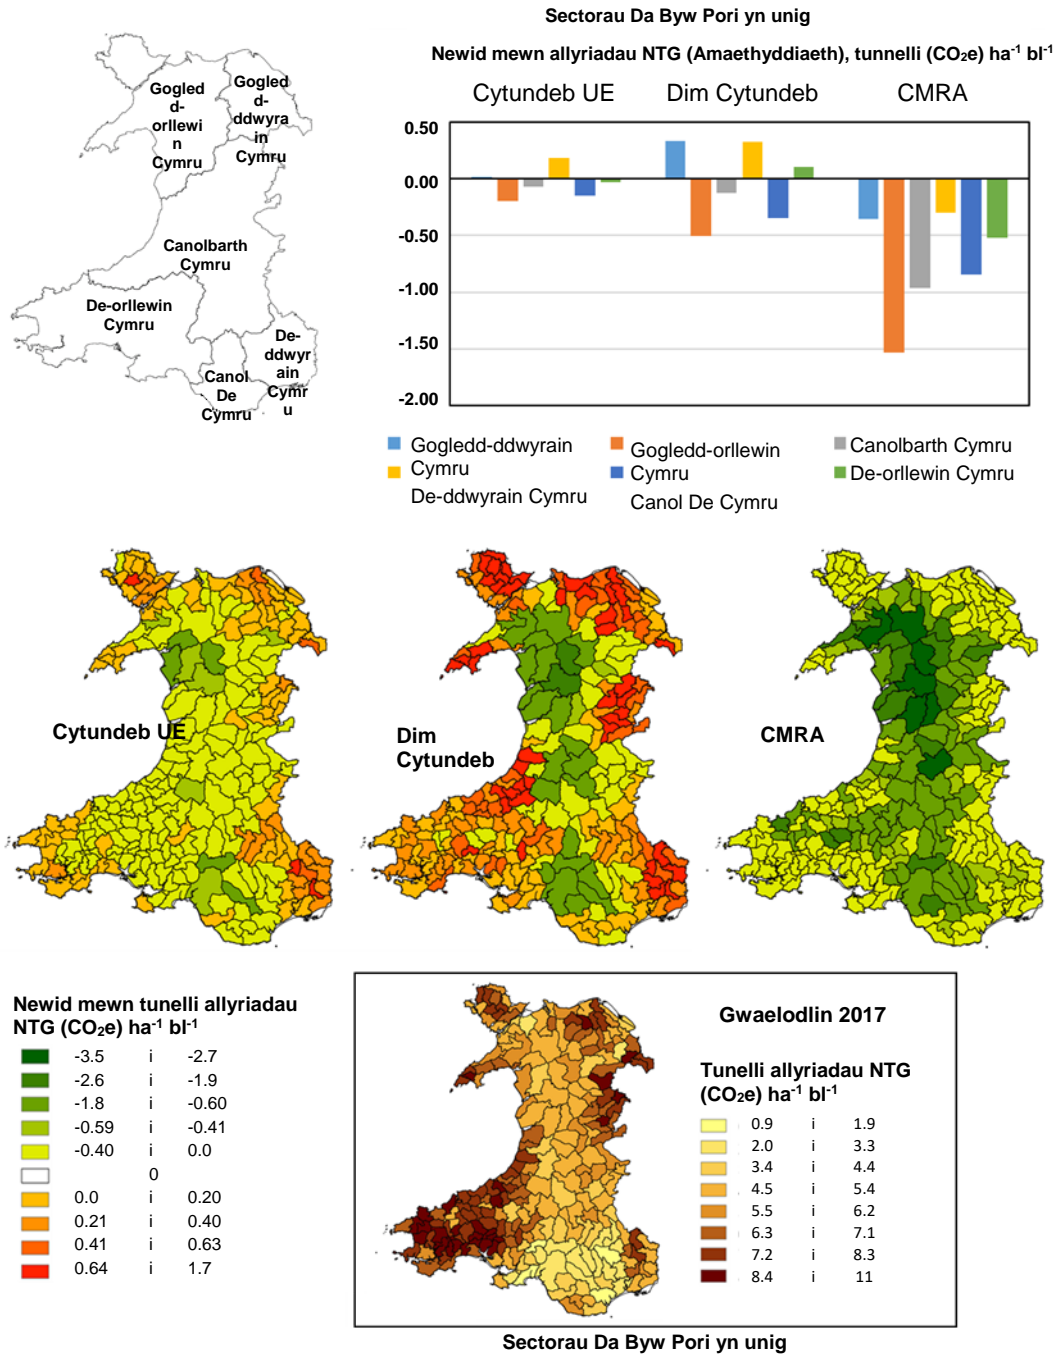 Sectorau Da Byw Pori yn unig
Newid mewn allyriadau NTG (Amaethyddiaeth), tunnelli (CO₂e) ha⁻¹ bl⁻¹
Cytundeb UE
Dim Cytundeb
CMRA
0.50
0.00
-0.50
-1.00
-1.50
-2.00
Gogledd-ddwyrain
Cymru
De-ddwyrain Cymru
Gogledd-orllewin
Cymru
Canol De Cymru
Canolbarth Cymru
De-orllewin Cymru
Gogled
d-
orllewi
n
Cymru
Gogled
d-
ddwyra
in
Cymru
Canolbarth
Cymru
De-orllewin
Cymru
De-
ddwyr
ain
Cymr
u
Canol
De
Cymru
Cytundeb UE
Dim
Cytundeb
CMRA
Newid mewn tunelli allyriadau
NTG (CO₂e) ha⁻¹ bl⁻¹
-3.5 i -2.7
-2.6 i -1.9
-1.8 i -0.60
-0.59 i -0.41
-0.40 i 0.0
0
0.0 i 0.20
0.21 i 0.40
0.41 i 0.63
0.64 i 1.7
Gwaelodlin 2017
Tunelli allyriadau NTG
(CO₂e) ha⁻¹ bl⁻¹
0.9 i 1.9
2.0 i 3.3
3.4 i 4.4
4.5 i 5.4
5.5 i 6.2
6.3 i 7.1
7.2 i 8.3
8.4 i 11
Sectorau Da Byw Pori yn unig